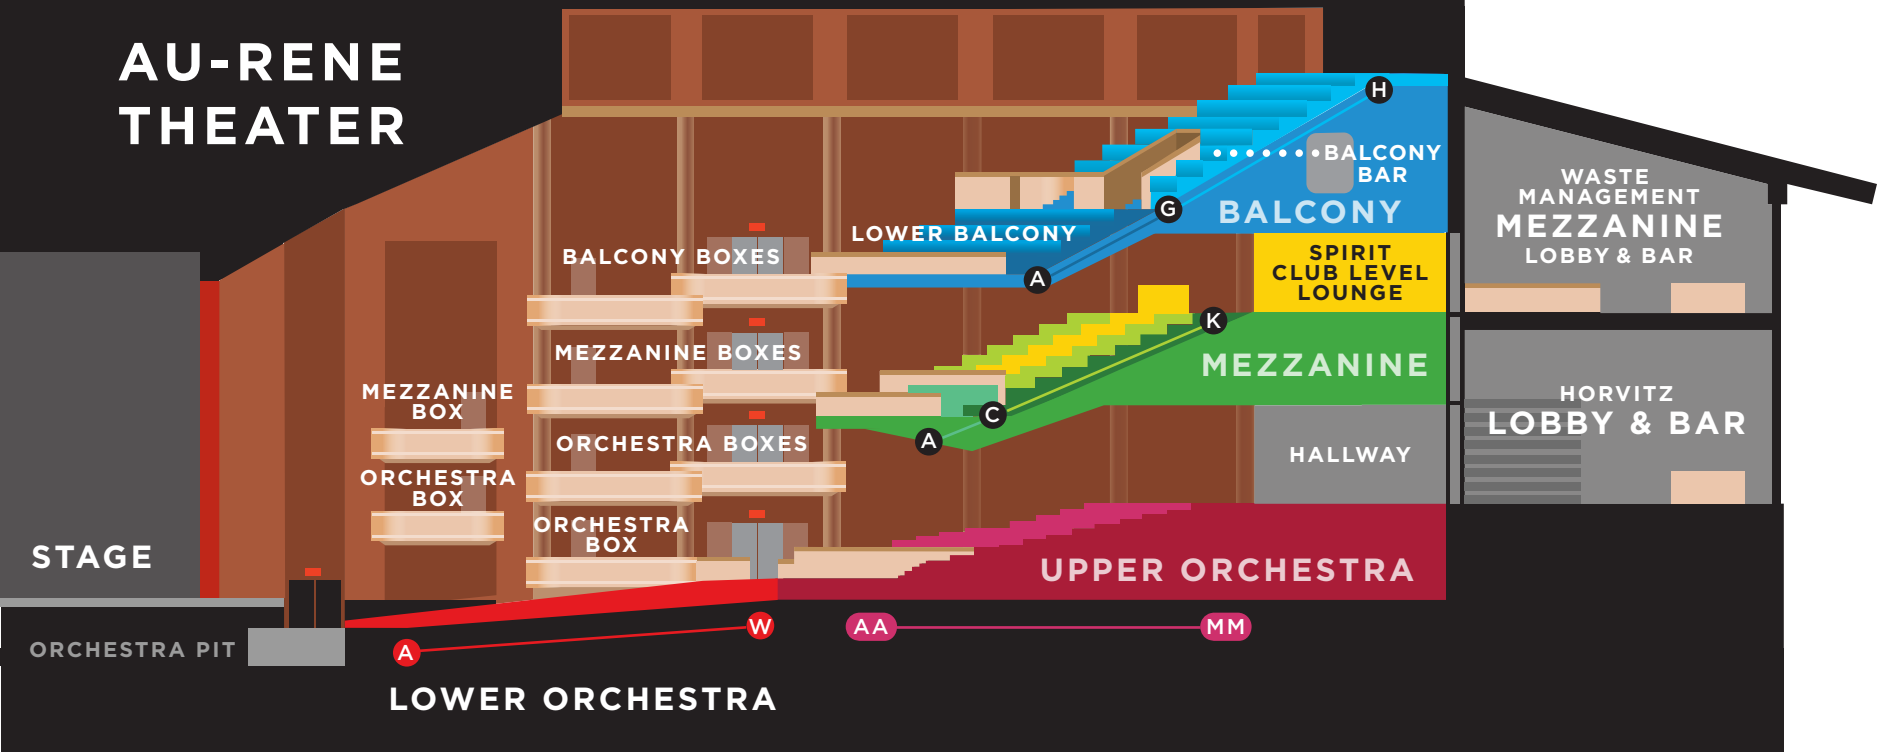 AU-RENE
THEATER
H
BALCONY
BAR
BALCONY
G
LOWER BALCONY
A
BALCONY BOXES
SPIRIT
CLUB LEVEL
LOUNGE
WASTE
MANAGEMENT
MEZZANINE
LOBBY & BAR
K
MEZZANINE BOXES
MEZZANINE
MEZZANINE
BOX
C
A
ORCHESTRA BOXES
HALLWAY
HORVITZ
LOBBY & BAR
ORCHESTRA
BOX
ORCHESTRA
BOX
STAGE
UPPER ORCHESTRA
ORCHESTRA PIT
A
W
AA
MM
LOWER ORCHESTRA